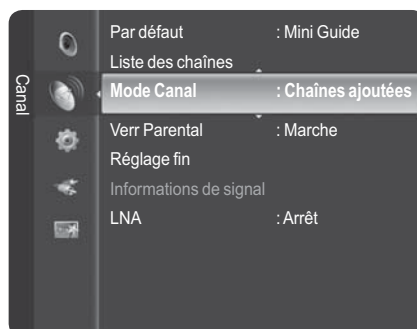 Canal
Par défaut : Mini Guide
Liste des chaînes
Mode Canal : Chaînes ajoutées
Verr Parental : Marche
Réglage fin
Informations de signal
LNA : Arrêt